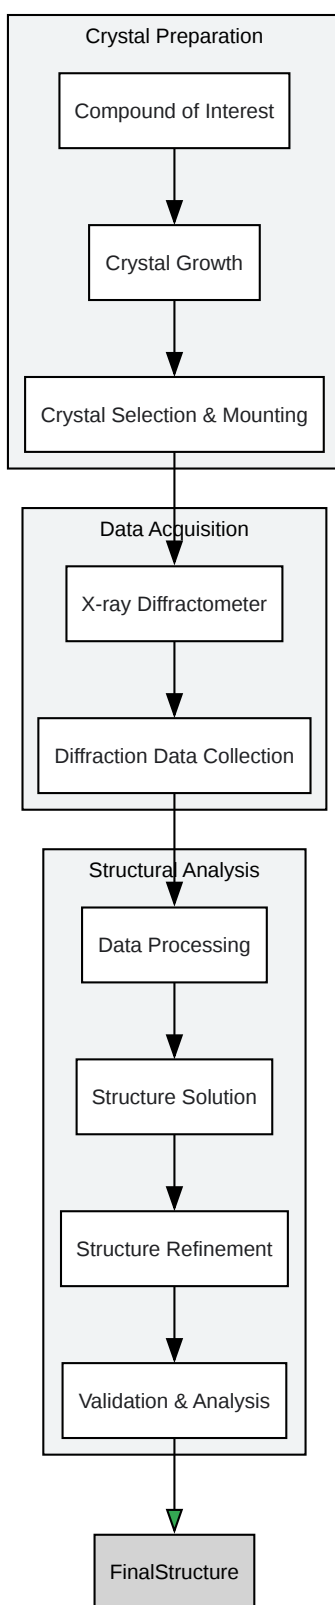 Crystal Preparation
Compound of Interest
Crystal Growth
Crystal Selection & Mounting
Data Acquisition
X-ray Diffractometer
Diffraction Data Collection
Structural Analysis
Data Processing
Structure Solution
Structure Refinement
Validation & Analysis
FinalStructure